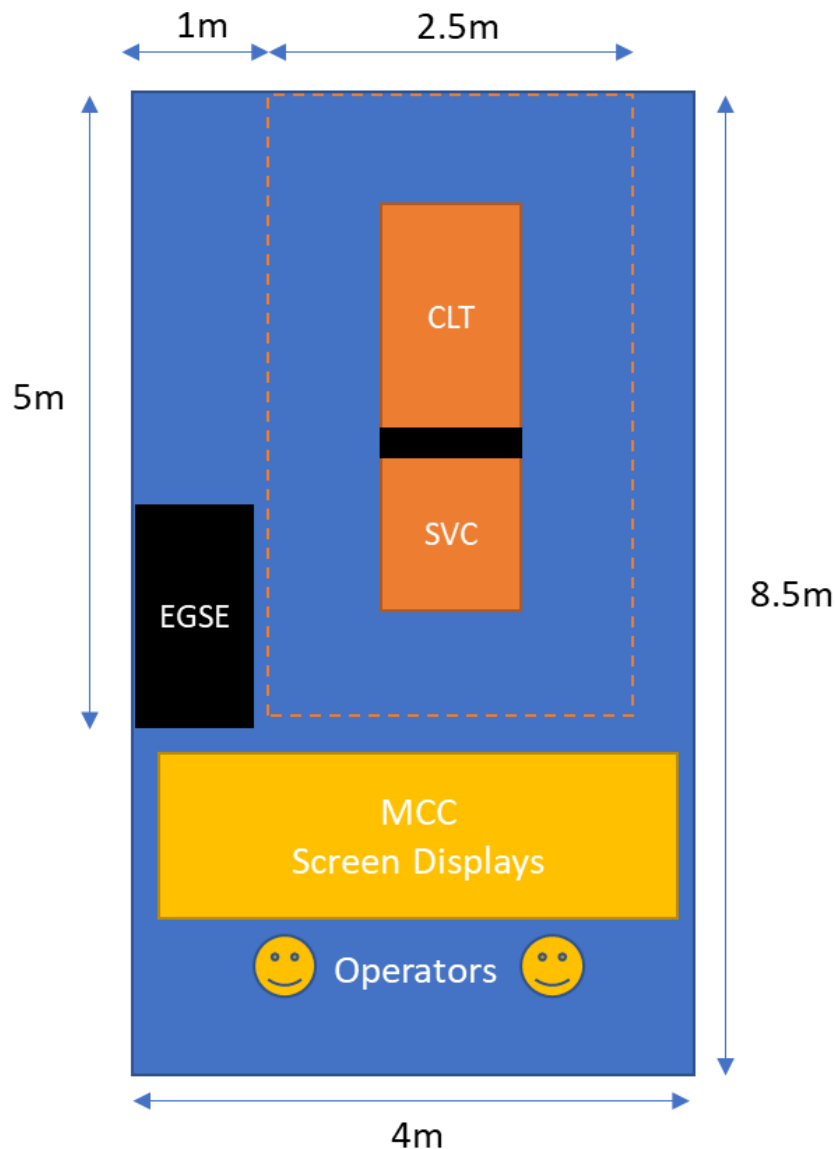 1m
2.5m
CLT
5m
SVC
8.5m
EGSE
MCC
Screen Displays
Operators
4m